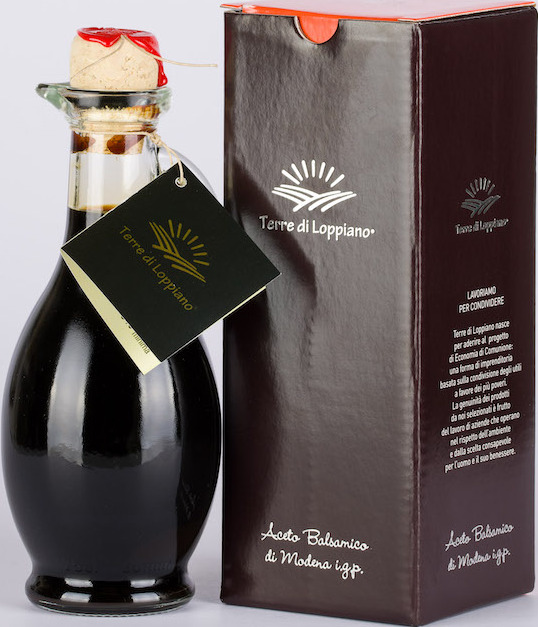 Terre di Loppiano
Terre di Loppiano®
Aceto Balsamico
di Modena i.g.p.
Terre di Loppiano®
LAVORIAMO
PER CONDIVIDERE
Terre di Loppiano nasce
per aderire al progetto
di Economia di Comunione:
una forma di imprenditoria
basata sulla condivisione degli utili
a favore dei più poveri.
La genuinità dei prodotti
da noi selezionati è frutto
del lavoro di aziende che operano
nel rispetto dell'ambiente
e dalla scelta consapevole
per l'uomo e il suo benessere.
Aceto Balsamico
di Modena i.g.p.